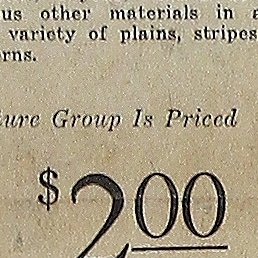 us other materials in a
variety of plains, stripes
rns.
ure Group Is Priced
$2.00